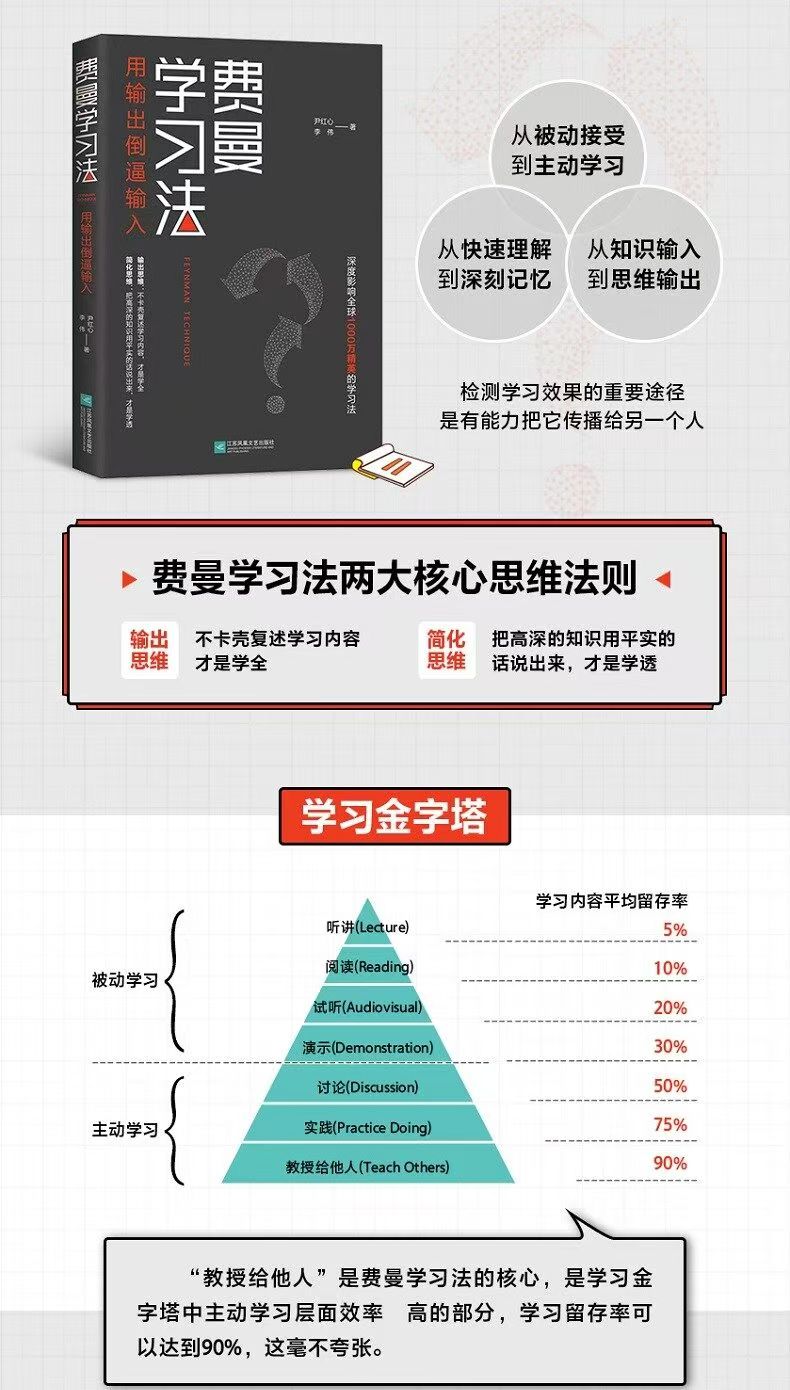 费曼学习法
用输出倒逼输入
尹红心
李伟
著
江苏凤凰文艺出版社
费曼
学习法
用输出倒逼输入
尹红心
李 伟 —— 著
FEYNMAN TECHNIQUE
输出思维:不卡壳复述学习内容,才是学全
简化思维:把高深的知识用平实的话说出来,才是学透
深度影响全球1000万精英的学习法
江苏凤凰文艺出版社
从被动接受
到主动学习
从快速理解
到深刻记忆
从知识输入
到思维输出
检测学习效果的重要途径
是有能力把它传播给另一个人
费曼学习法两大核心思维法则
输出
思维
不卡壳复述学习内容
才是学全
简化
思维
把高深的知识用平实的
话说出来,才是学透
学习金字塔
学习内容平均留存率
被动学习
听讲(Lecture) 5%
阅读(Reading) 10%
试听(Audiovisual) 20%
演示(Demonstration) 30%
主动学习
讨论(Discussion) 50%
实践(Practice Doing) 75%
教授给他人(Teach Others) 90%
“教授给他人”是费曼学习法的核心,是学习金
字塔中主动学习层面效率 高的部分,学习留存率可
以达到90%,这毫不夸张。